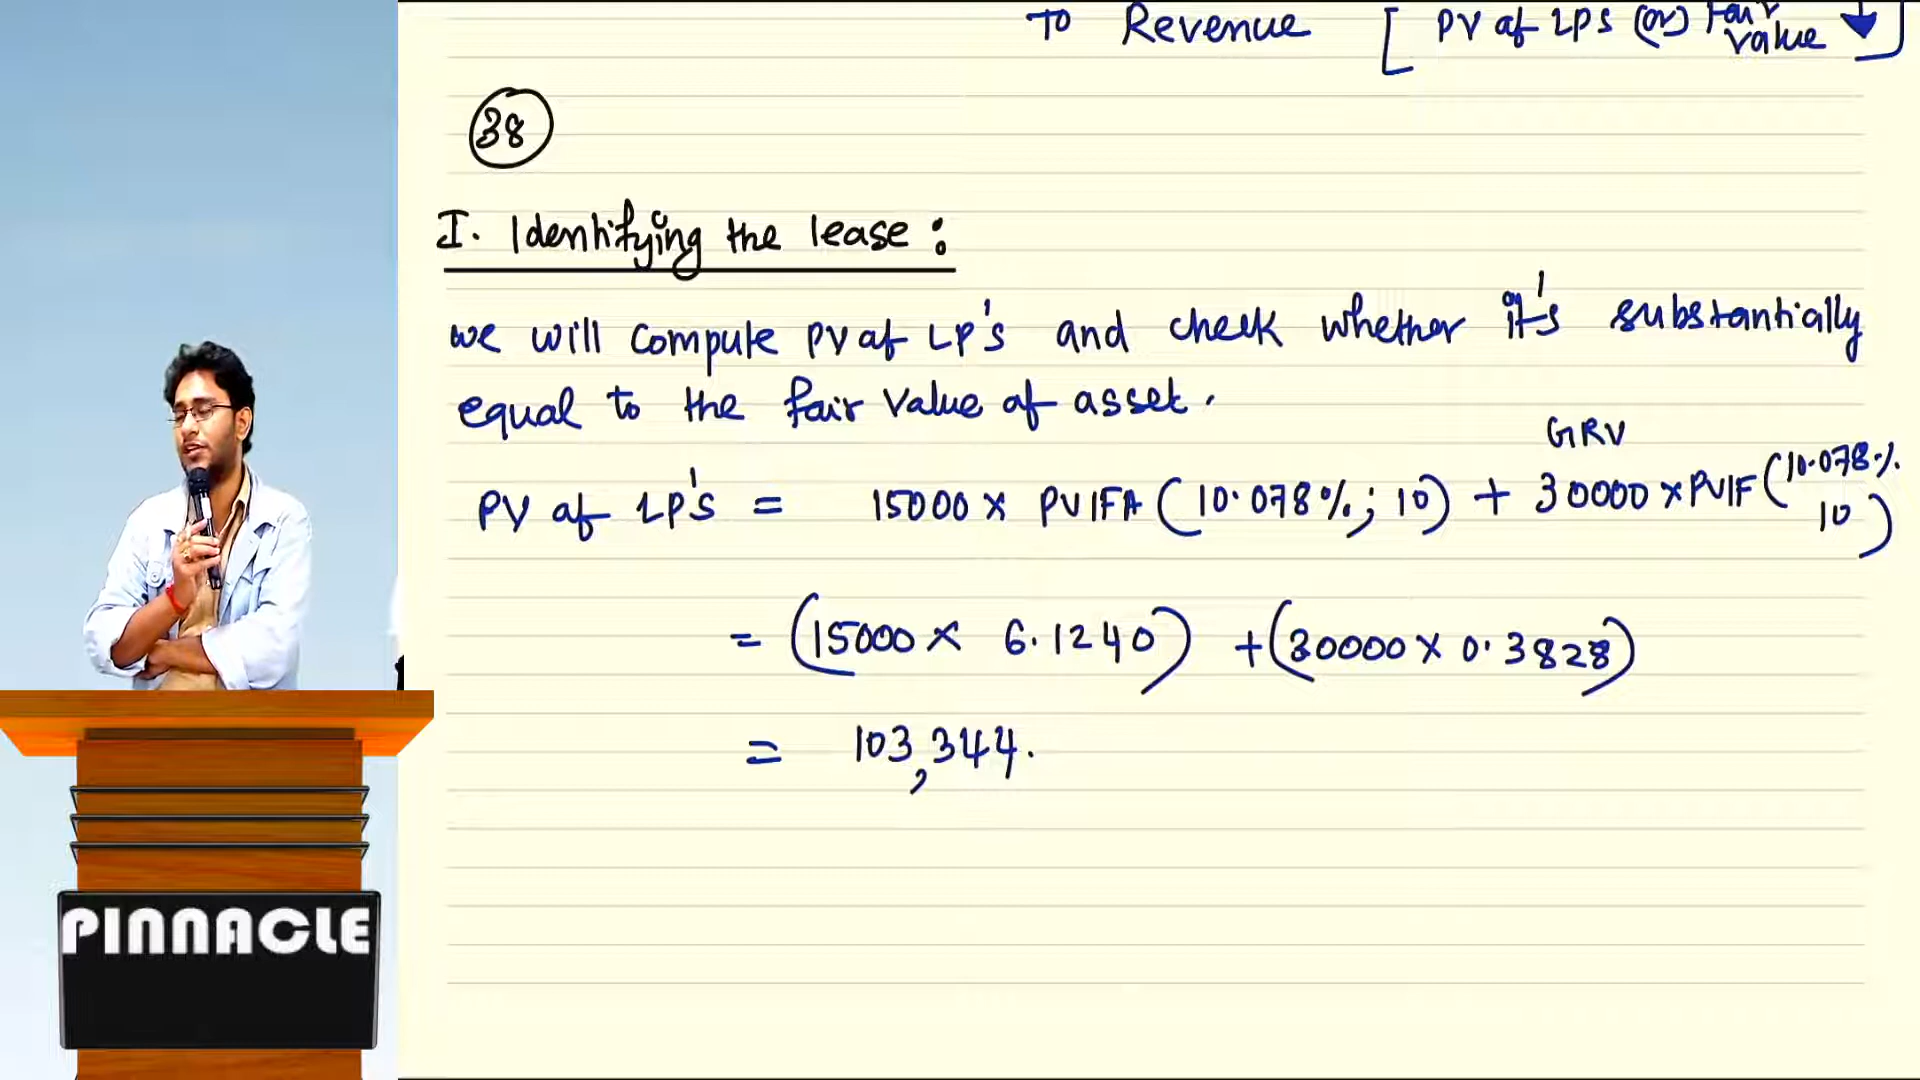 To Revenue [PV of LPS (or) Fair value ↓]
38
I. Identifying the lease :
we will compute PV of LP's and check whether it's substantially
equal to the fair value of asset.
GRV
PV of LP's = 15000 × PVIFA (10.078%; 10) + 30000 × PVIF (10.078% 10)
= (15000 × 6.1240) + (30000 × 0.3828)
= 103,344.
PINNACLE